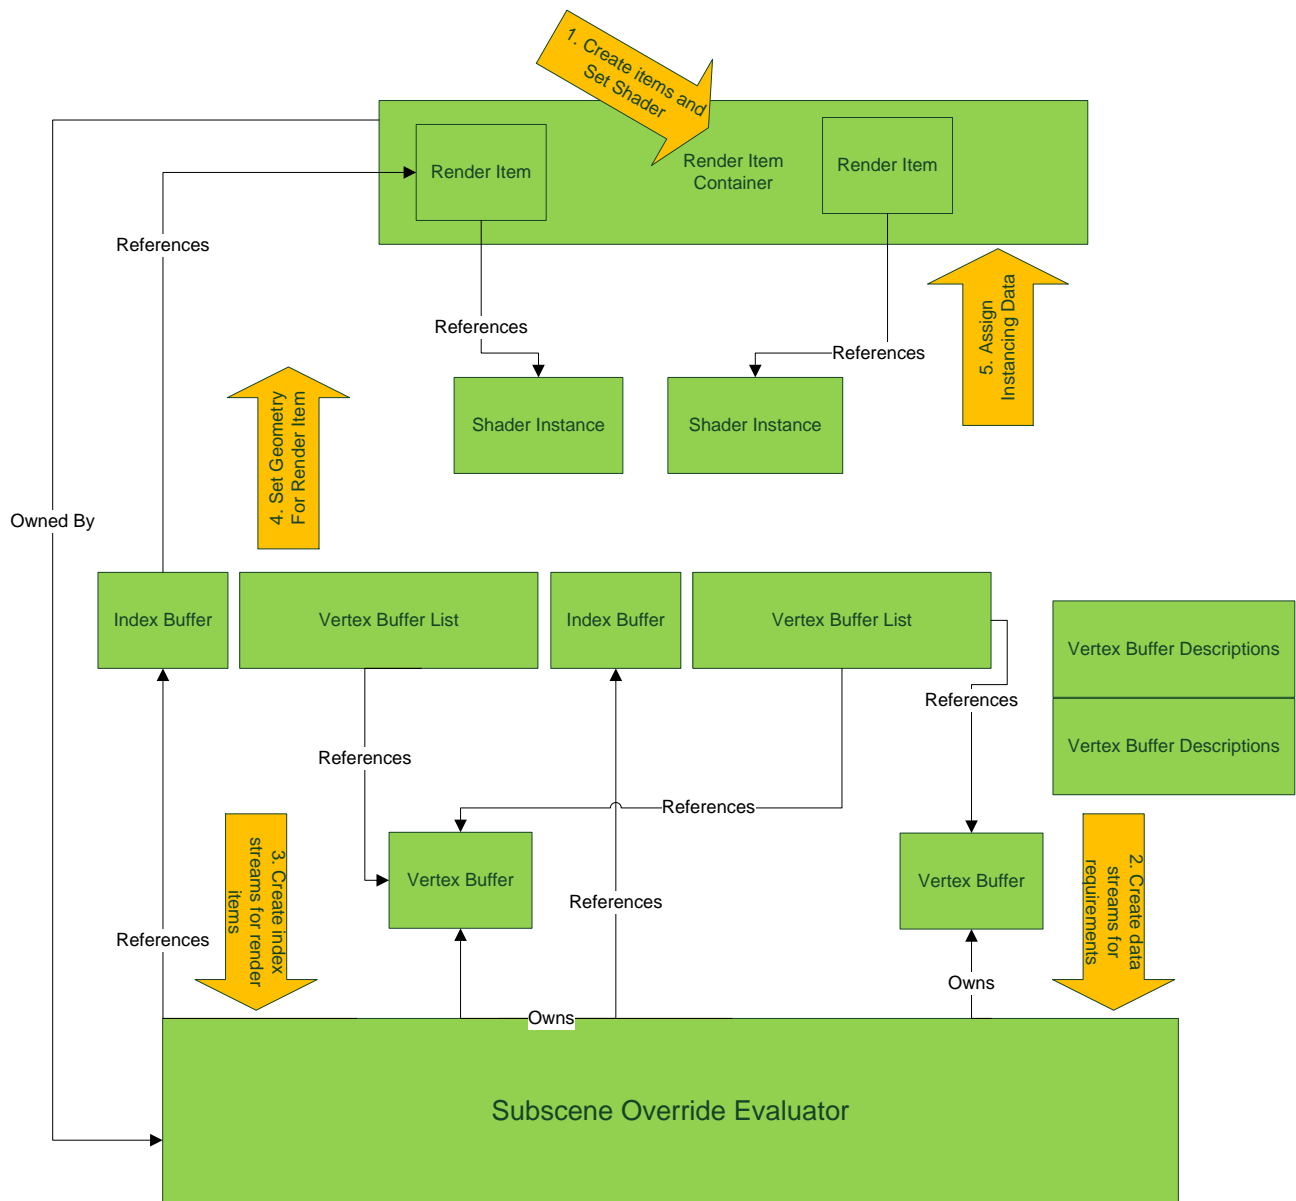 1. Create items and
Set Shader
Render Item
Render Item
Container
Render Item
References
References
References
5. Assign
Instancing Data
Shader Instance
Shader Instance
4. Set Geometry
For Render Item
Owned By
Index Buffer
Vertex Buffer List
Index Buffer
Vertex Buffer List
Vertex Buffer Descriptions
References
Vertex Buffer Descriptions
References
References
3. Create index
streams for render
items
Vertex Buffer
Vertex Buffer
2. Create data
streams for
requirements
References
References
Owns
Owns
Subscene Override Evaluator